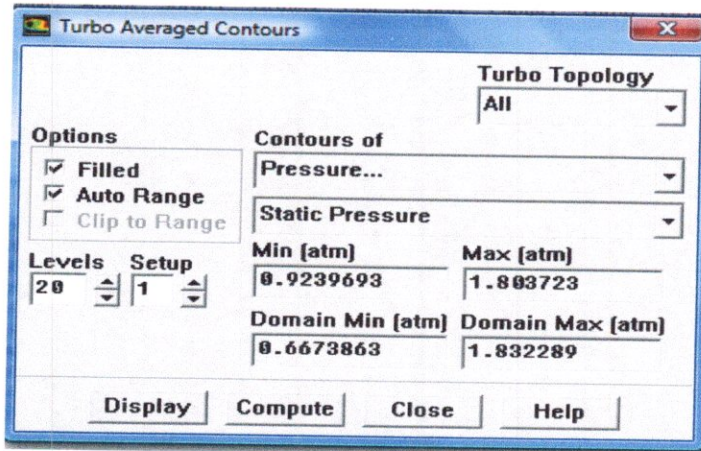 Turbo Averaged Contours
Turbo Topology
All
Options
Filled
Auto Range
Clip to Range
Contours of
Pressure...
Static Pressure
Levels Setup
20 1
Min (atm) Max (atm)
0.9239693 1.803723
Domain Min (atm) Domain Max (atm)
0.6673863 1.832289
Display Compute Close Help